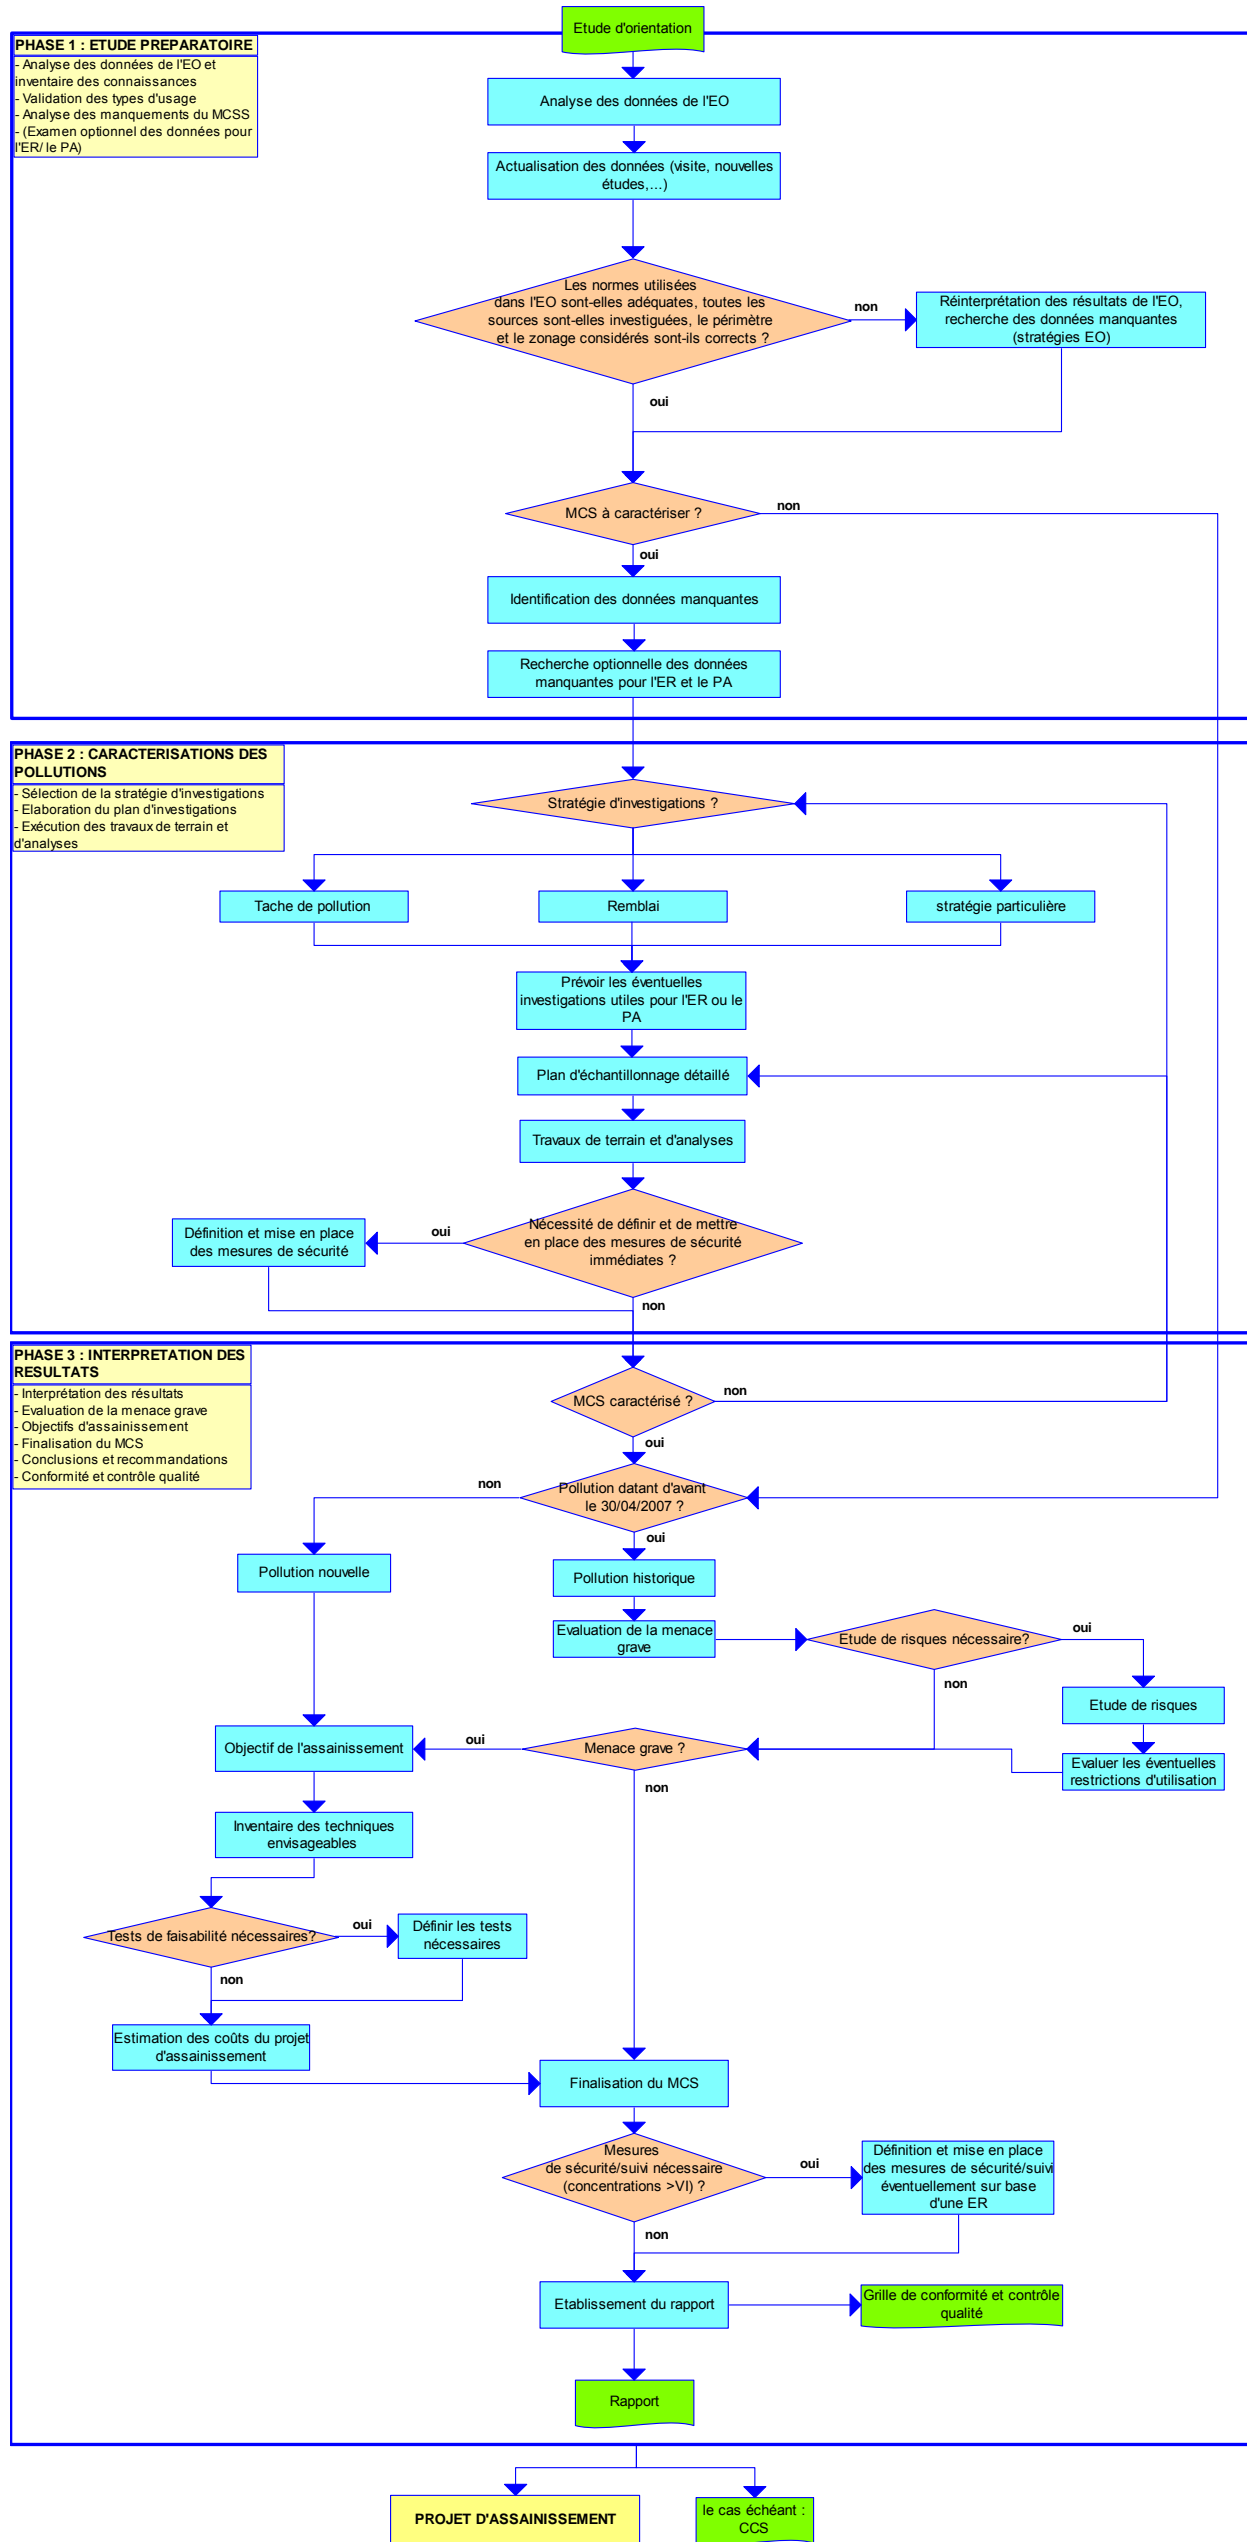 Etude d'orientation
PHASE 1 : ETUDE PREPARATOIRE
- Analyse des données de l'EO et
inventaire des connaissances
- Validation des types d'usage
- Analyse des manquements du MCSS
- (Examen optionnel des données pour
l'ER/ le PA)
Analyse des données de l'EO
Actualisation des données (visite, nouvelles
études,...)
Les normes utilisées
dans l'EO sont-elles adéquates, toutes les
sources sont-elles investiguées, le périmètre
et le zonage considérés sont-ils corrects ?
non
Réinterprétation des résultats de l'EO,
recherche des données manquantes
(stratégies EO)
oui
MCS à caractériser ?
non
oui
Identification des données manquantes
Recherche optionnelle des données
manquantes pour l'ER et le PA
PHASE 2 : CARACTERISATIONS DES
POLLUTIONS
- Sélection de la stratégie d'investigations
- Elaboration du plan d'investigations
- Exécution des travaux de terrain et
d'analyses
Stratégie d'investigations ?
Tache de pollution
Remblai
stratégie particulière
Prévoir les éventuelles
investigations utiles pour l'ER ou le
PA
Plan d'échantillonnage détaillé
Travaux de terrain et d'analyses
Nécessité de définir et de mettre
en place des mesures de sécurité
immédiates ?
oui
Définition et mise en place
des mesures de sécurité
non
PHASE 3 : INTERPRETATION DES
RESULTATS
- Interprétation des résultats
- Evaluation de la menace grave
- Objectifs d'assainissement
- Finalisation du MCS
- Conclusions et recommandations
- Conformité et contrôle qualité
MCS caractérisé ?
non
oui
Pollution datant d'avant
le 30/04/2007 ?
non
oui
Pollution nouvelle
Pollution historique
Evaluation de la menace
grave
Etude de risques nécessaire?
oui
non
Etude de risques
Evaluer les éventuelles
restrictions d'utilisation
Menace grave ?
oui
non
Objectif de l'assainissement
Inventaire des techniques
envisageables
Tests de faisabilité nécessaires?
oui
Définir les tests
nécessaires
non
Estimation des coûts du projet
d'assainissement
Finalisation du MCS
Mesures
de sécurité/suivi nécessaire
(concentrations >VI) ?
oui
Définition et mise en place
des mesures de sécurité/suivi
éventuellement sur base
d'une ER
non
Etablissement du rapport
Grille de conformité et contrôle
qualité
Rapport
PROJET D'ASSAINISSEMENT
le cas échéant :
CCS